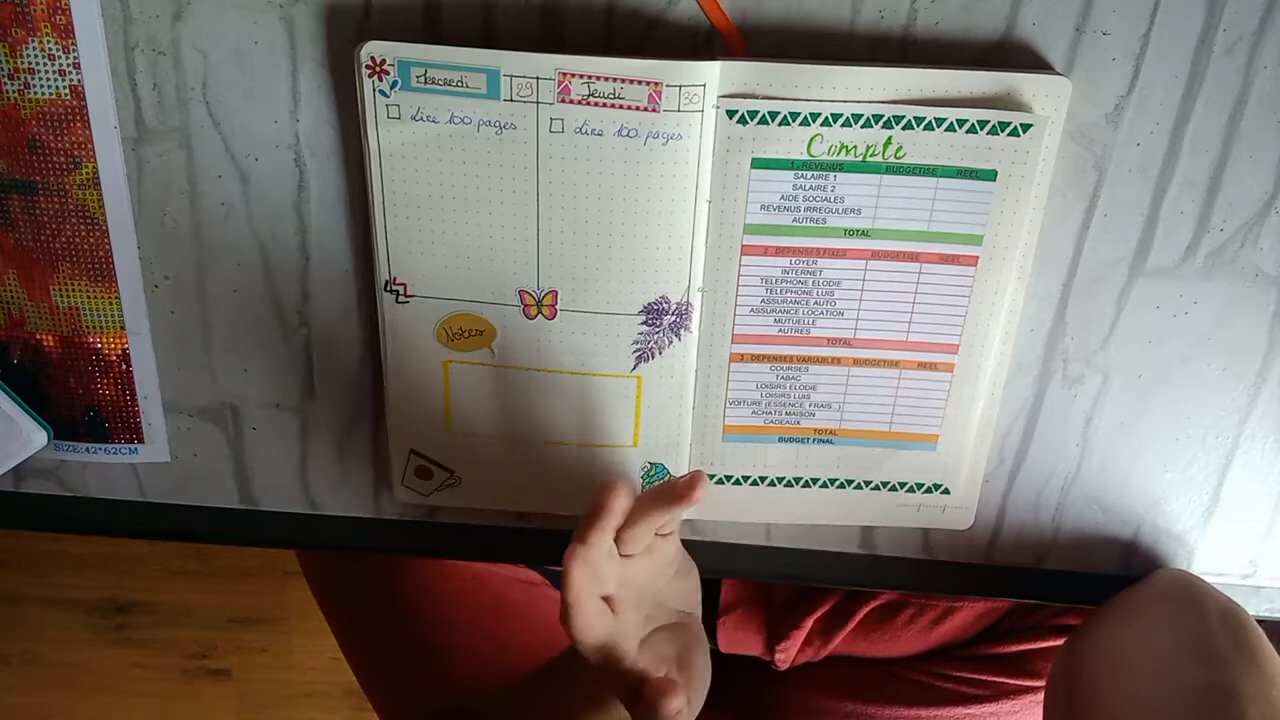 Mercredi 29
Jeudi 30
Lire 100 pages
Lire 100 pages
Notes
Compte
1. REVENUS BUDGETISE REEL
SALAIRE 1
SALAIRE 2
AIDE SOCIALES
REVENUS IRREGULIERS
AUTRES
TOTAL
2. DEPENSES FIXES BUDGETISE REEL
LOYER
INTERNET
TELEPHONE ELODIE
TELEPHONE LUIS
ASSURANCE AUTO
ASSURANCE LOCATION
MUTUELLE
AUTRES
TOTAL
3. DEPENSES VARIABLES BUDGETISE REEL
COURSES
TABAC
LOISIRS ELODIE
LOISIRS LUIS
VOITURE (ESSENCE, FRAIS...)
ACHATS MAISON
CADEAUX
TOTAL
BUDGET FINAL
SIZE:42*62CM